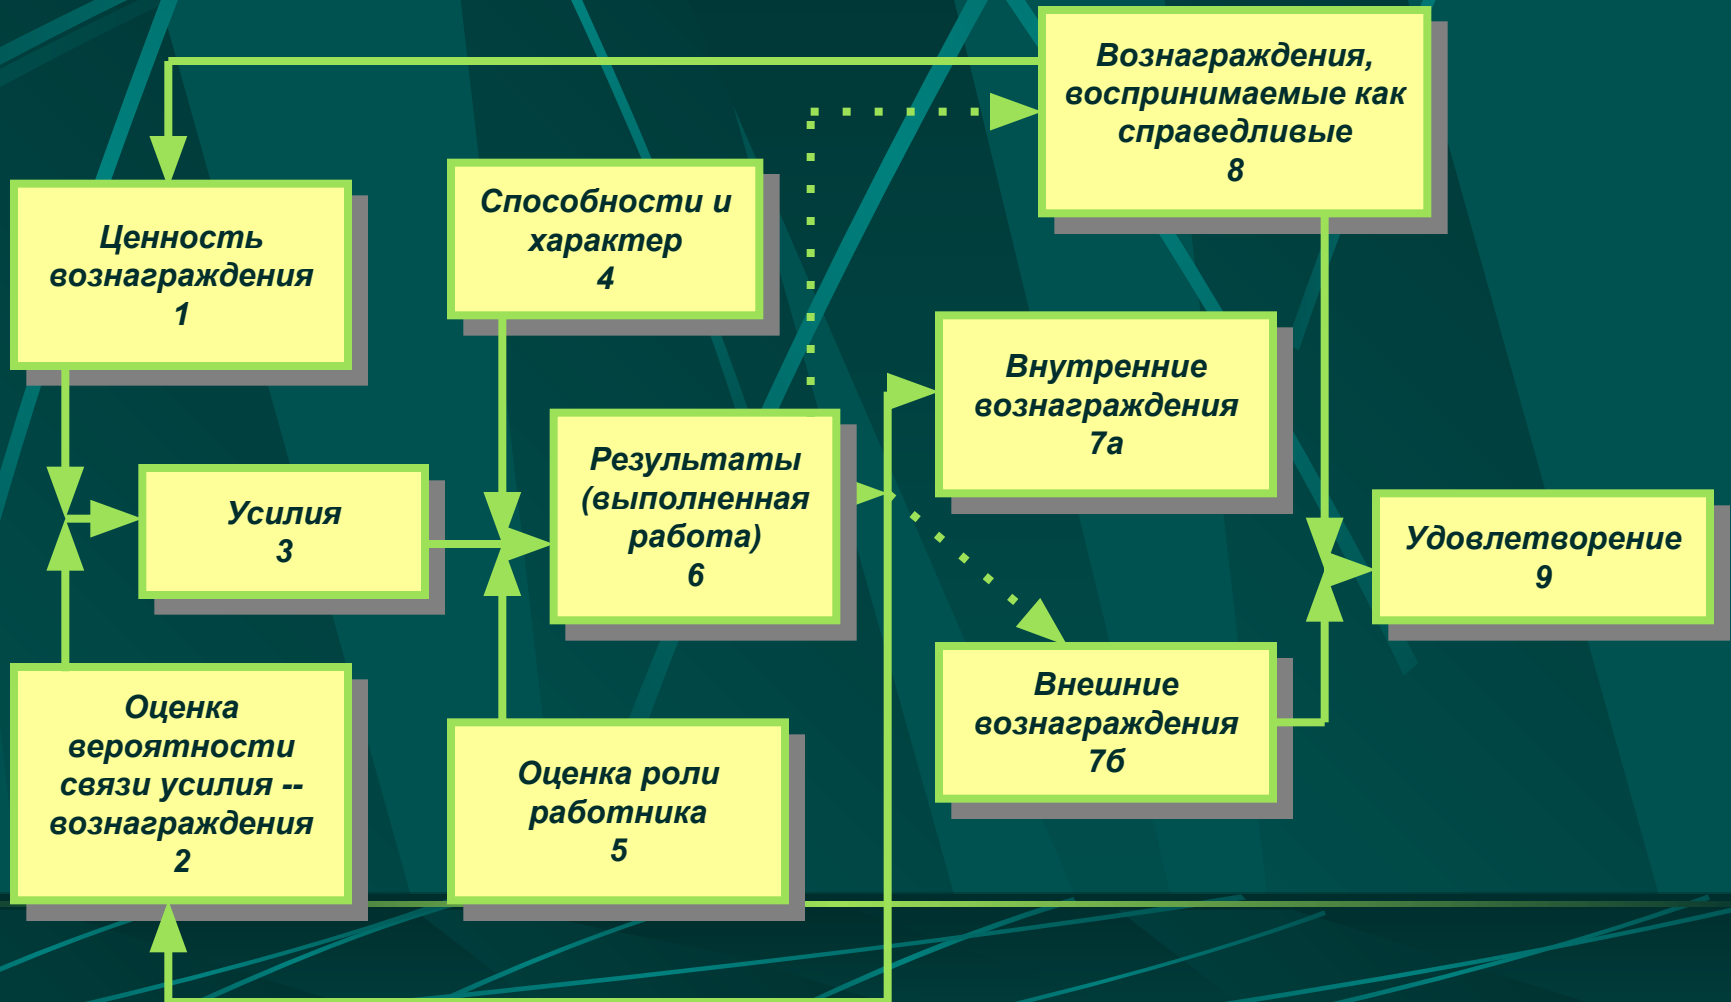 Вознаграждения,
воспринимаемые как
справедливые
8
Ценность
вознаграждения
1
Способности и
характер
4
Внутренние
вознаграждения
7а
Усилия
3
Результаты
(выполненная
работа)
6
Удовлетворение
9
Оценка
вероятности
связи усилия --
вознаграждения
2
Оценка роли
работника
5
Внешние
вознаграждения
7б